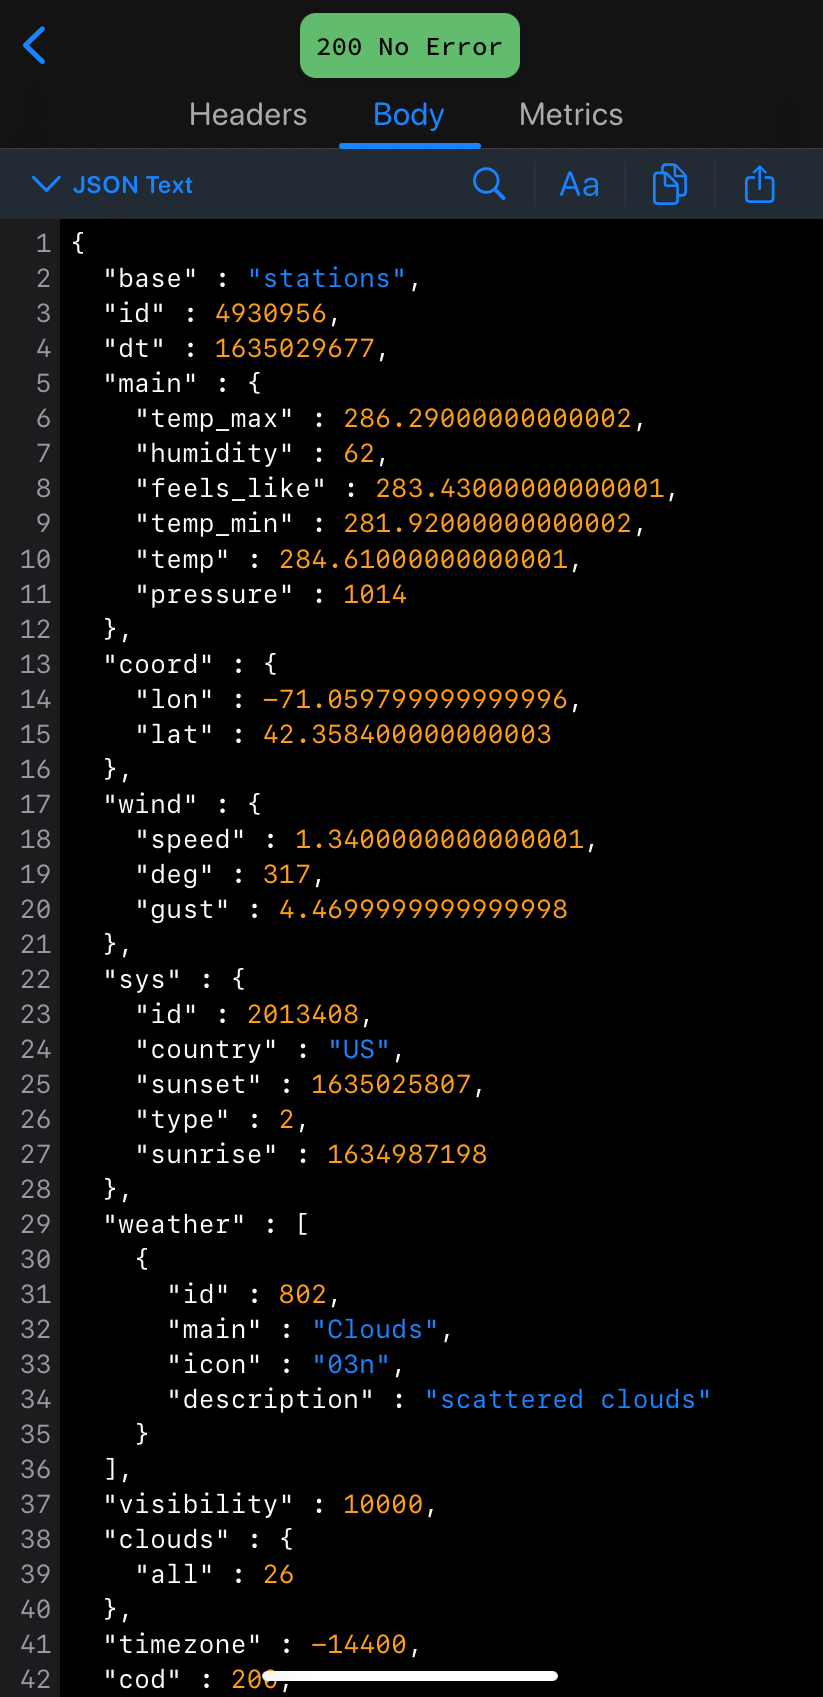 200 No Error
Headers Body Metrics
JSON Text Aa
1 {
2 "base" : "stations",
3 "id" : 4930956,
4 "dt" : 1635029677,
5 "main" : {
6 "temp_max" : 286.29000000000002,
7 "humidity" : 62,
8 "feels_like" : 283.43000000000001,
9 "temp_min" : 281.92000000000002,
10 "temp" : 284.61000000000001,
11 "pressure" : 1014
12 },
13 "coord" : {
14 "lon" : -71.059799999999996,
15 "lat" : 42.358400000000003
16 },
17 "wind" : {
18 "speed" : 1.3400000000000001,
19 "deg" : 317,
20 "gust" : 4.4699999999999998
21 },
22 "sys" : {
23 "id" : 2013408,
24 "country" : "US",
25 "sunset" : 1635025807,
26 "type" : 2,
27 "sunrise" : 1634987198
28 },
29 "weather" : [
30 {
31 "id" : 802,
32 "main" : "Clouds",
33 "icon" : "03n",
34 "description" : "scattered clouds"
35 }
36 ],
37 "visibility" : 10000,
38 "clouds" : {
39 "all" : 26
40 },
41 "timezone" : -14400,
42 "cod" : 200,